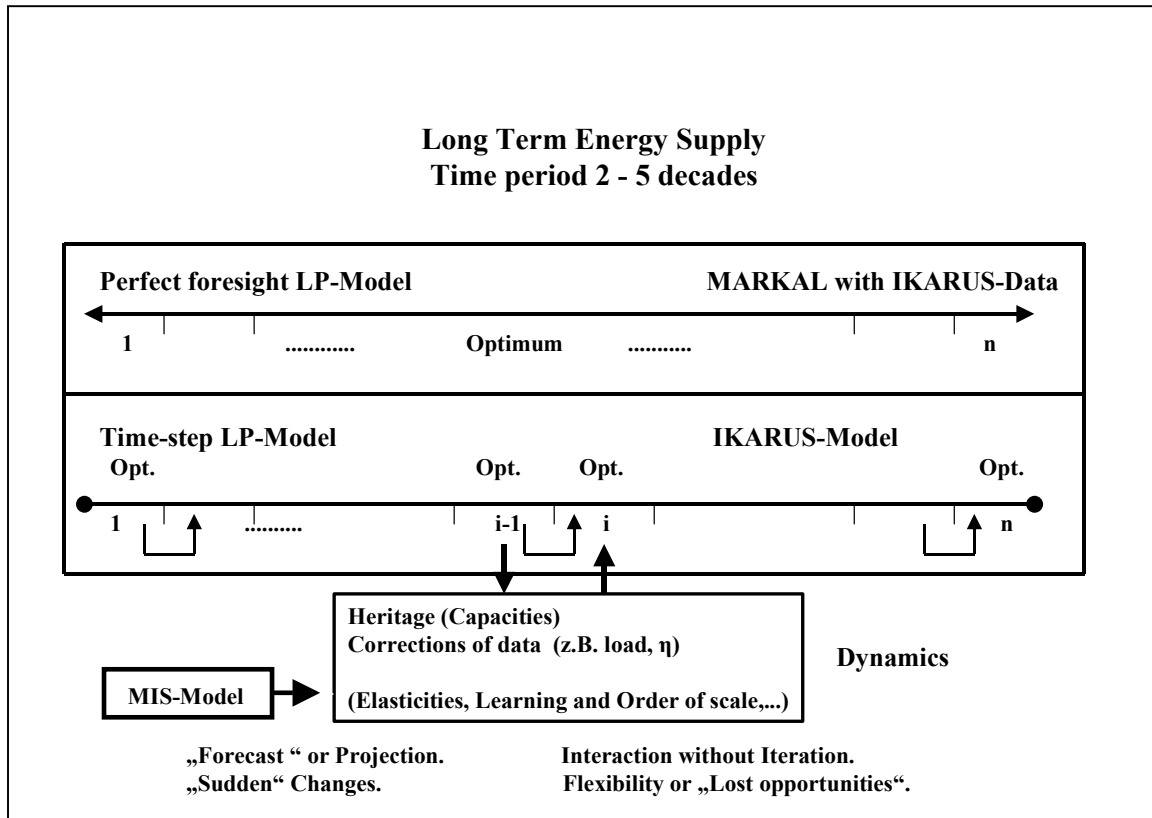 Long Term Energy Supply
Time period 2 - 5 decades
Perfect foresight LP-Model MARKAL with IKARUS-Data
1 ............ Optimum ........... n
Time-step LP-Model IKARUS-Model
Opt. Opt. Opt. Opt.
1 .......... i-1 i n
Heritage (Capacities)
Corrections of data (z.B. load, η)
Dynamics
MIS-Model
(Elasticities, Learning and Order of scale,...)
„Forecast “ or Projection. Interaction without Iteration.
„Sudden“ Changes. Flexibility or „Lost opportunities“.